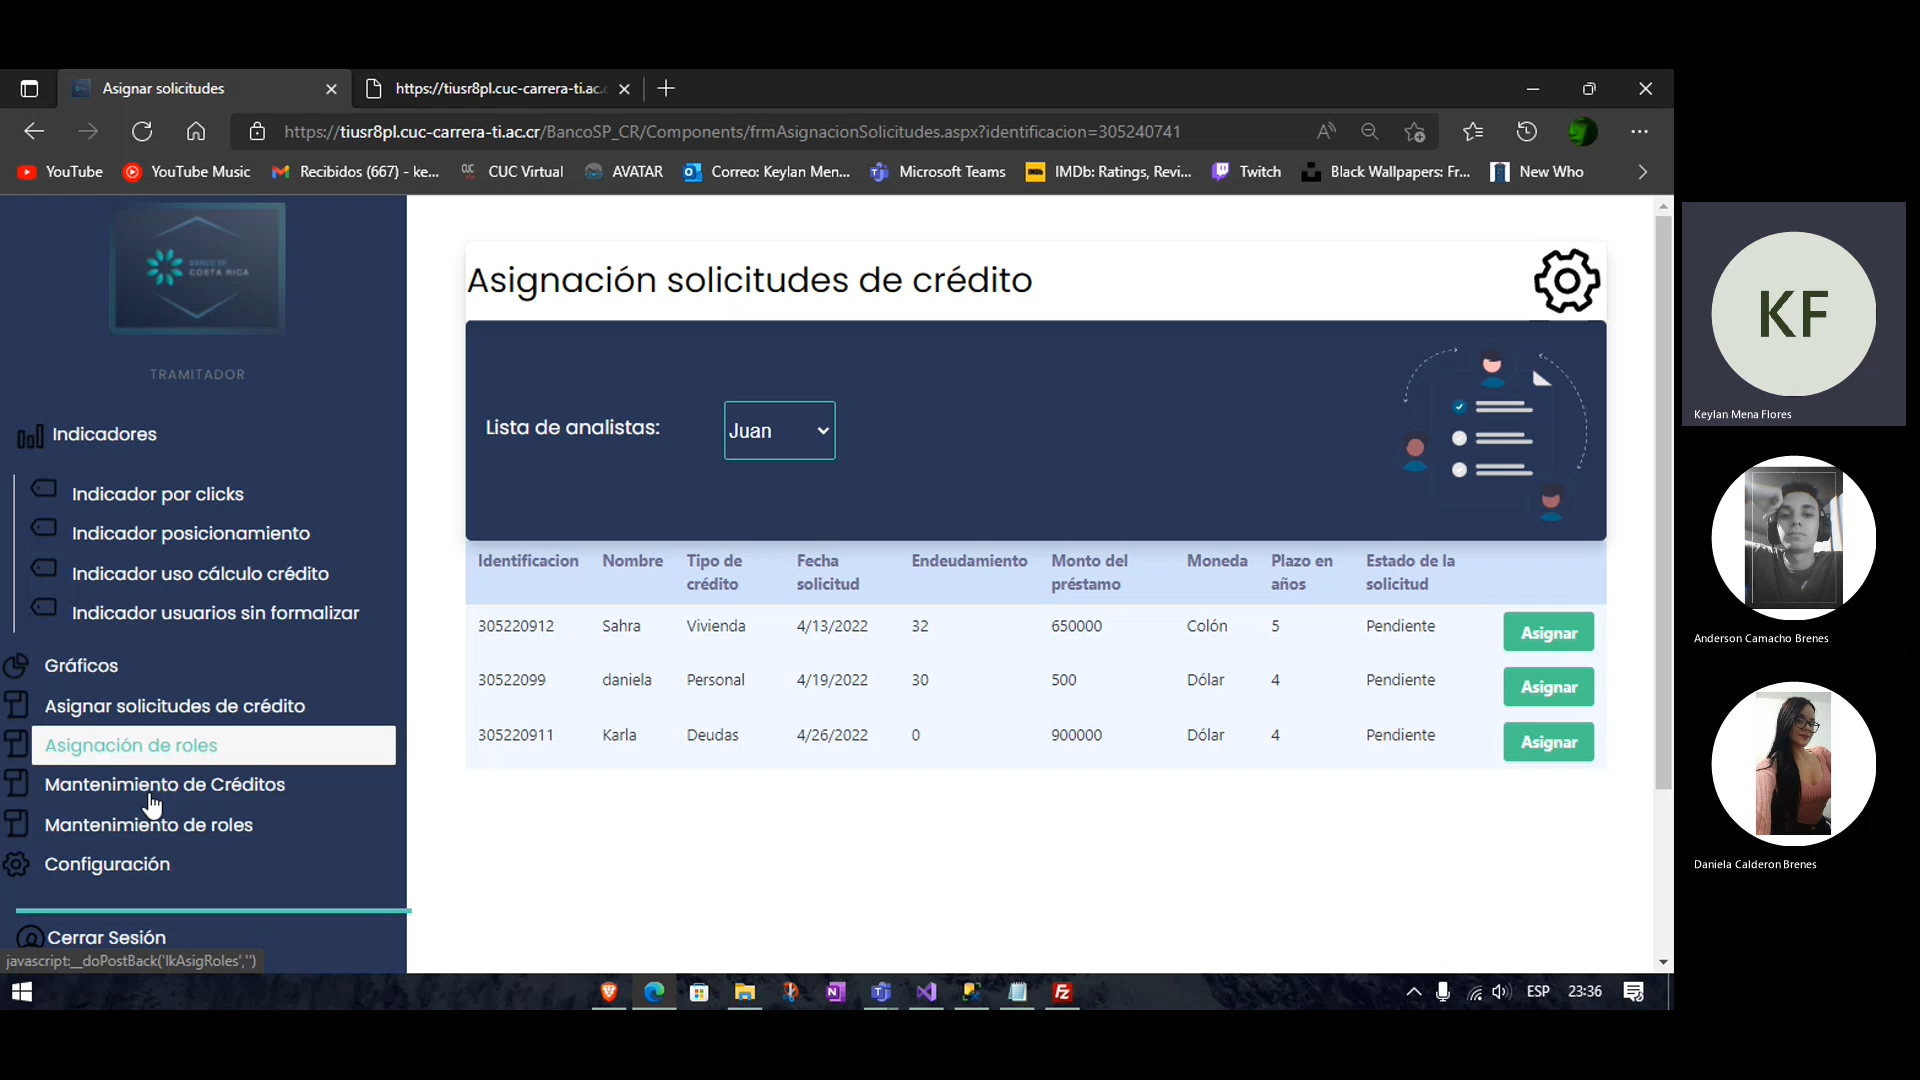 Asignar solicitudes
https://tiusr8pl.cuc-carrera-ti.ac.c
https://tiusr8pl.cuc-carrera-ti.ac.cr/BancoSP_CR/Components/frmAsignacionSolicitudes.aspx?identificacion=305240741
YouTube
YouTube Music
Recibidos (667) - ke...
CUC Virtual
AVATAR
Correo: Keylan Men...
Microsoft Teams
IMDb: Ratings, Revi...
Twitch
Black Wallpapers: Fr...
New Who
BANCO SP
COSTA RICA
TRAMITADOR
Indicadores
Indicador por clicks
Indicador posicionamiento
Indicador uso cálculo crédito
Indicador usuarios sin formalizar
Gráficos
Asignar solicitudes de crédito
Asignación de roles
Mantenimiento de Créditos
Mantenimiento de roles
Configuración
Cerrar Sesión
javascript:__doPostBack('lkAsigRoles','')
Asignación solicitudes de crédito
Lista de analistas:
Juan
Identificacion Nombre Tipo de crédito Fecha solicitud Endeudamiento Monto del préstamo Moneda Plazo en años Estado de la solicitud
305220912 Sahra Vivienda 4/13/2022 32 650000 Colón 5 Pendiente Asignar
30522099 daniela Personal 4/19/2022 30 500 Dólar 4 Pendiente Asignar
305220911 Karla Deudas 4/26/2022 0 900000 Dólar 4 Pendiente Asignar
ESP
23:36
KF
Keylan Mena Flores
Anderson Camacho Brenes
Daniela Calderon Brenes